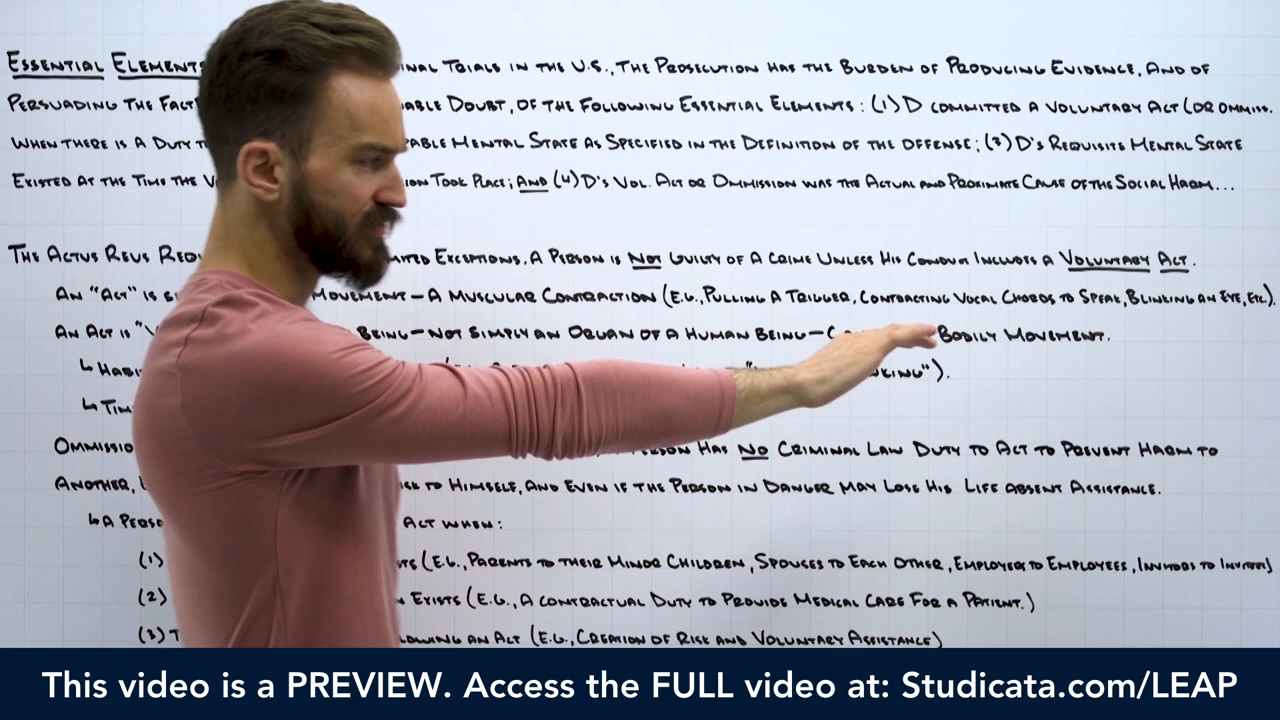 ESSENTIAL ELEMENTS INAL TRIALS IN THE U.S., THE PROSECUTION HAS THE BURDEN OF PRODUCING EVIDENCE, AND OF
PERSUADING THE FACT ABLE DOUBT, OF THE FOLLOWING ESSENTIAL ELEMENTS: (1) D COMMITTED A VOLUNTARY ACT (OR OMMISS.
WHEN THERE IS A DUTY T PABLE MENTAL STATE AS SPECIFIED IN THE DEFINITION OF THE OFFENSE; (3) D'S REQUISITE MENTAL STATE
EXISTED AT THE TIME THE V ION TOOK PLACE; AND (4) D'S VOL. ACT OR OMMISSION WAS THE ACTUAL AND PROXIMATE CAUSE OF THE SOCIAL HARM...
THE ACTUS REUS REQ MITED EXCEPTIONS, A PERSON IS NOT GUILTY OF A CRIME UNLESS HIS CONDUCT INCLUDES A VOLUNTARY ACT.
AN "ACT" IS S MOVEMENT – A MUSCULAR CONTRACTION (E.G., PULLING A TRIGGER, CONTRACTING VOCAL CHORDS TO SPEAK, BLINKING AN EYE, ETC.).
AN ACT IS "V BEING – NOT SIMPLY AN ORGAN OF A HUMAN BEING – C BODILY MOVEMENT.
↳ HABI KING").
↳ TIM
OMMISSIO ERSON HAS NO CRIMINAL LAW DUTY TO ACT TO PREVENT HARM TO
ANOTHER, ISK TO HIMSELF, AND EVEN IF THE PERSON IN DANGER MAY LOSE HIS LIFE ABSENT ASSISTANCE.
↳ A PERSO ACT WHEN:
(1) TS (E.G., PARENTS TO THEIR MINOR CHILDREN, SPOUSES TO EACH OTHER, EMPLOYERS TO EMPLOYEES, INVITORS TO INVITEES)
(2) N EXISTS (E.G., A CONTRACTUAL DUTY TO PROVIDE MEDICAL CARE FOR A PATIENT.)
(3) T LLOWING AN ACT (E.G., CREATION OF RISK AND VOLUNTARY ASSISTANCE)
This video is a PREVIEW. Access the FULL video at: Studicata.com/LEAP